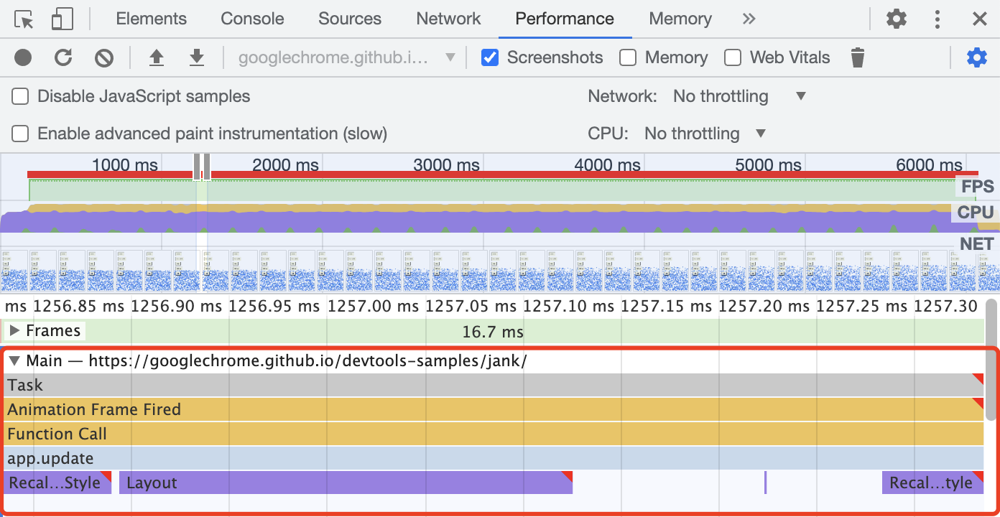 Elements Console Sources Network Performance Memory
googlechrome.github.i... Screenshots Memory Web Vitals
Disable JavaScript samples Network: No throttling
Enable advanced paint instrumentation (slow) CPU: No throttling
1000 ms 2000 ms 3000 ms 4000 ms 5000 ms 6000 ms
FPS
CPU
NET
ms 1256.85 ms 1256.90 ms 1256.95 ms 1257.00 ms 1257.05 ms 1257.10 ms 1257.15 ms 1257.20 ms 1257.25 ms 1257.30
Frames 16.7 ms
Main — https://googlechrome.github.io/devtools-samples/jank/
Task
Animation Frame Fired
Function Call
app.update
Recal...Style Layout Recal...tyle